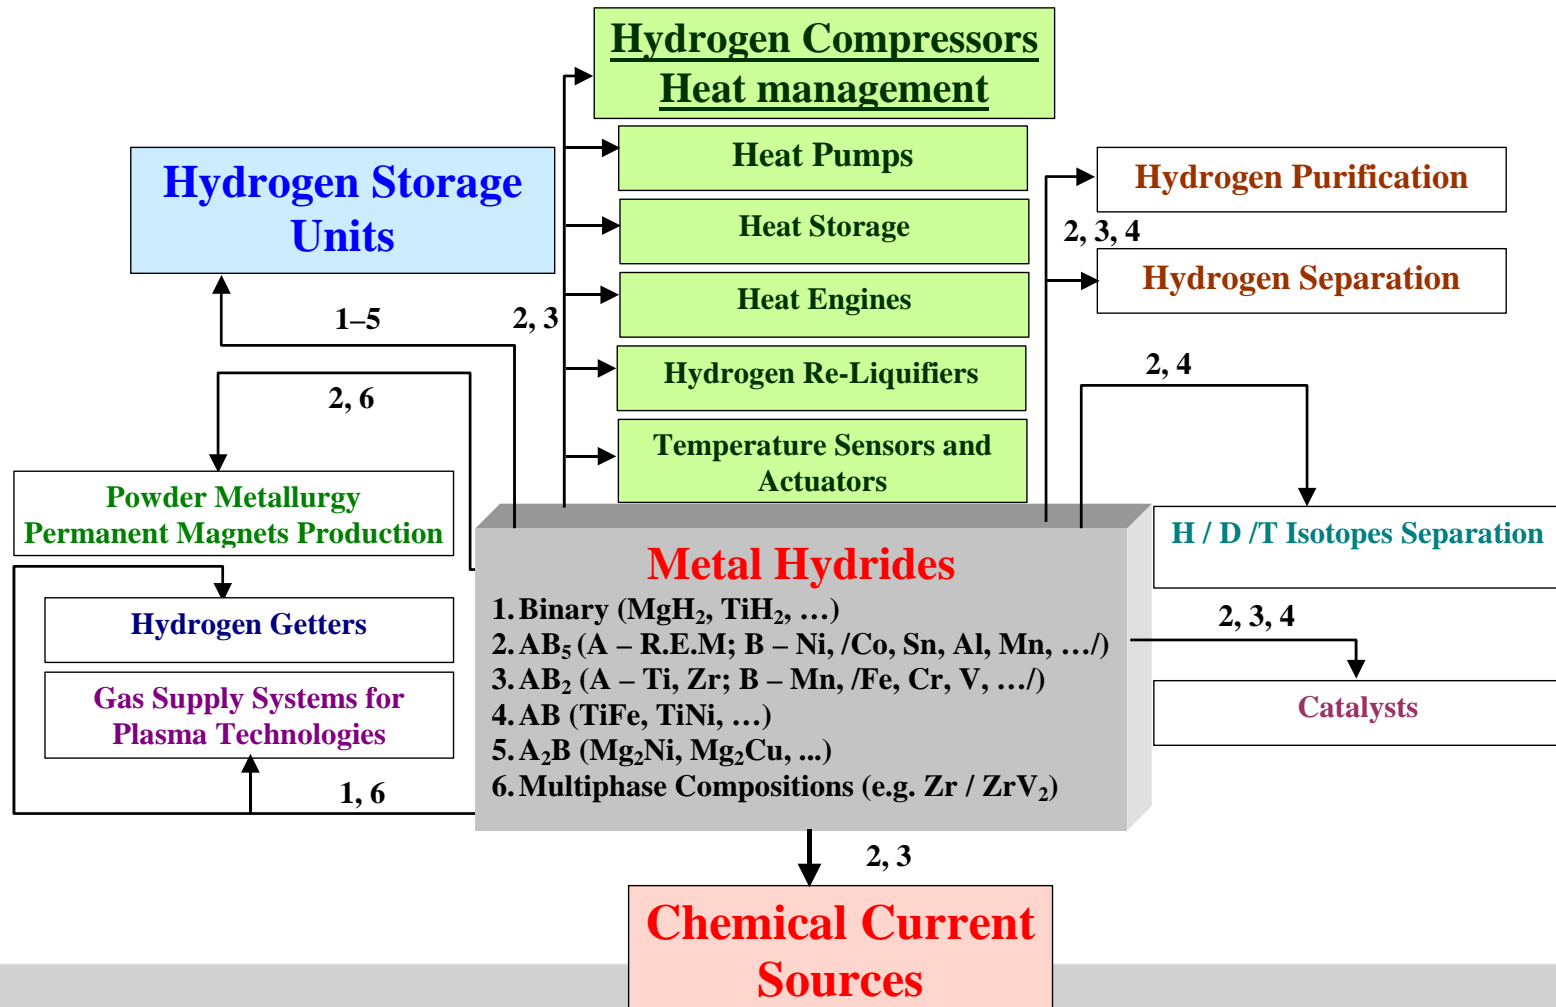 Hydrogen Compressors
Heat management
Heat Pumps
Heat Storage
Heat Engines
Hydrogen Re-Liquifiers
Temperature Sensors and
Actuators
Hydrogen Storage
Units
1–5
2, 3
2, 6
Hydrogen Purification
2, 3, 4
Hydrogen Separation
2, 4
Powder Metallurgy
Permanent Magnets Production
H / D /T Isotopes Separation
Hydrogen Getters
Gas Supply Systems for
Plasma Technologies
1, 6
Metal Hydrides
1. Binary (MgH₂, TiH₂, …)
2. AB₅ (A – R.E.M; B – Ni, /Co, Sn, Al, Mn, …/)
3. AB₂ (A – Ti, Zr; B – Mn, /Fe, Cr, V, …/)
4. AB (TiFe, TiNi, …)
5. A₂B (Mg₂Ni, Mg₂Cu, ...)
6. Multiphase Compositions (e.g. Zr / ZrV₂)
2, 3, 4
Catalysts
2, 3
Chemical Current
Sources